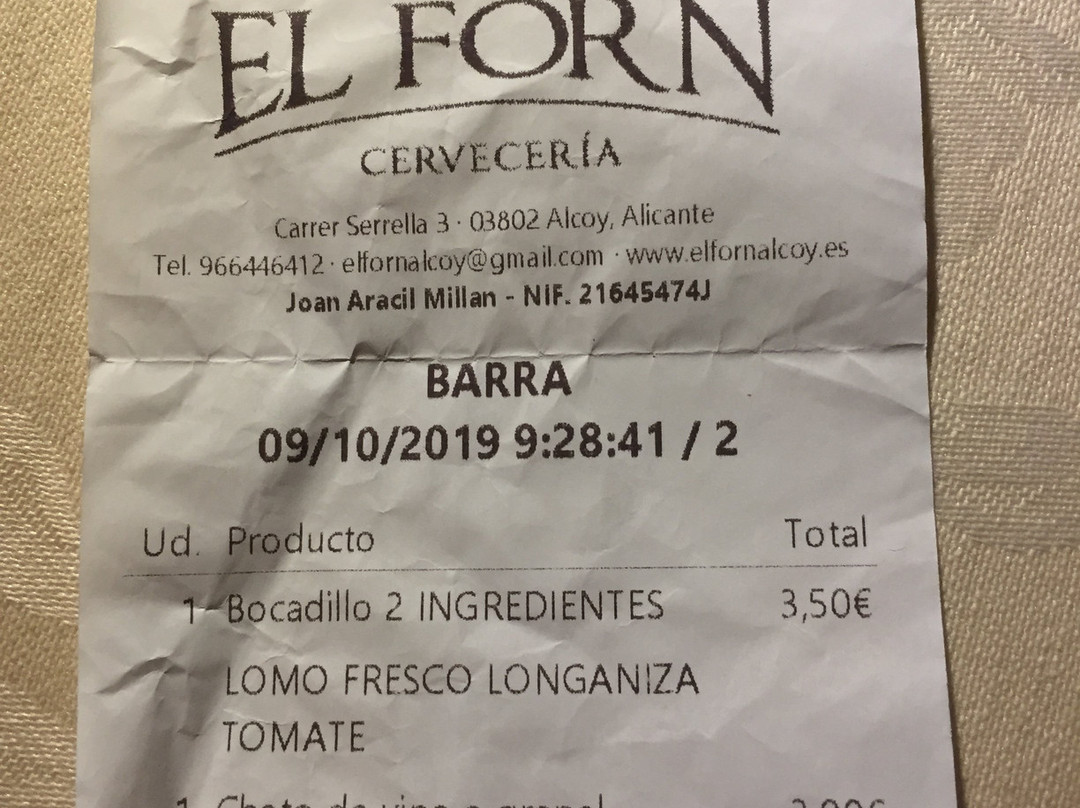 EL FORN
CERVECERÍA
Carrer Serrella 3 · 03802 Alcoy, Alicante
Tel. 966446412 · elfornalcoy@gmail.com · www.elfornalcoy.es
Joan Aracil Millan - NIF. 21645474J
BARRA
09/10/2019 9:28:41 / 2
Ud. Producto Total
1 Bocadillo 2 INGREDIENTES 3,50€
LOMO FRESCO LONGANIZA
TOMATE
1